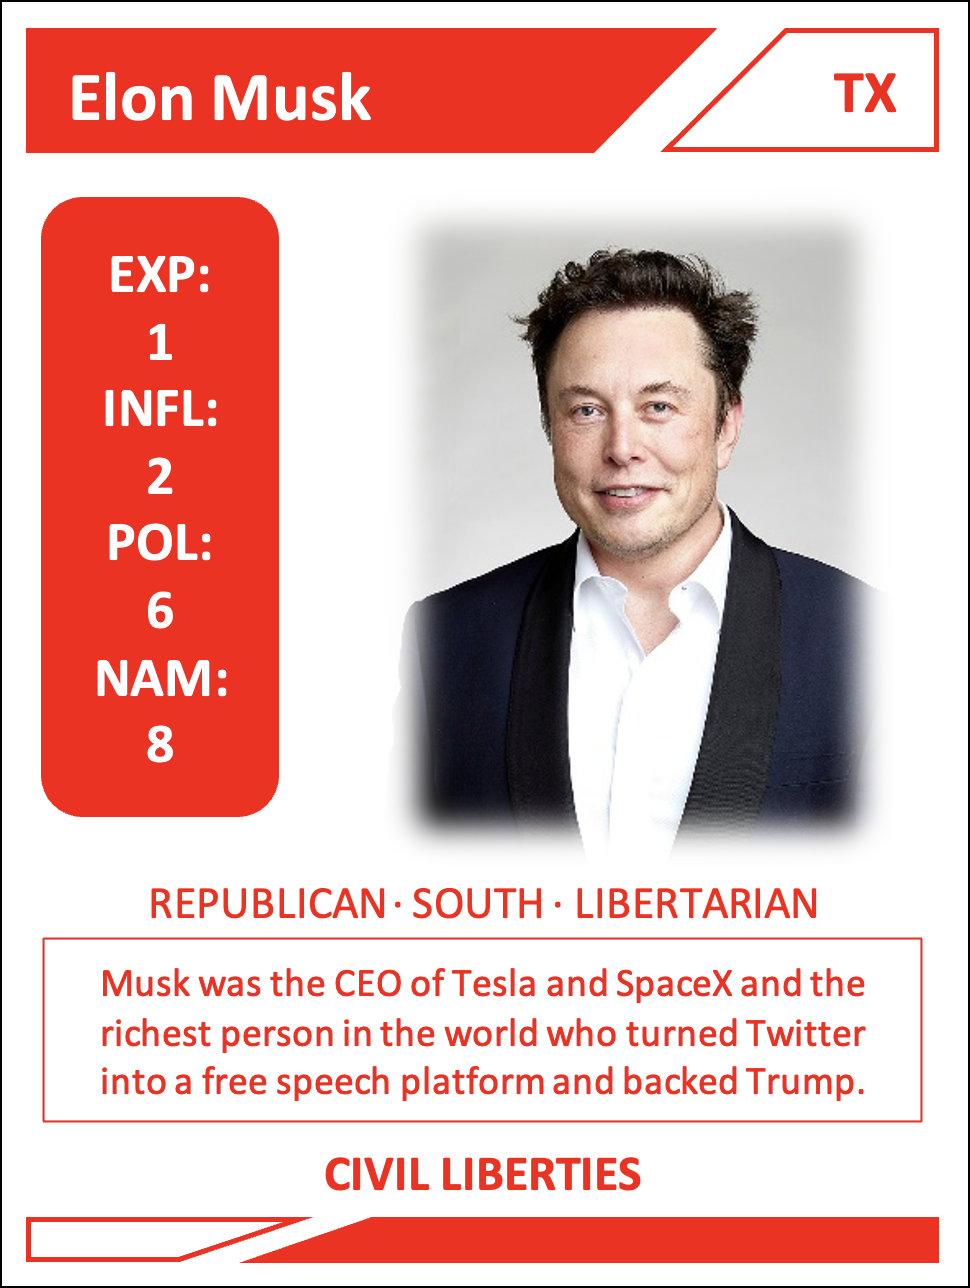 Elon Musk
TX
EXP:
1
INFL:
2
POL:
6
NAM:
8
REPUBLICAN · SOUTH · LIBERTARIAN
Musk was the CEO of Tesla and SpaceX and the
richest person in the world who turned Twitter
into a free speech platform and backed Trump.
CIVIL LIBERTIES